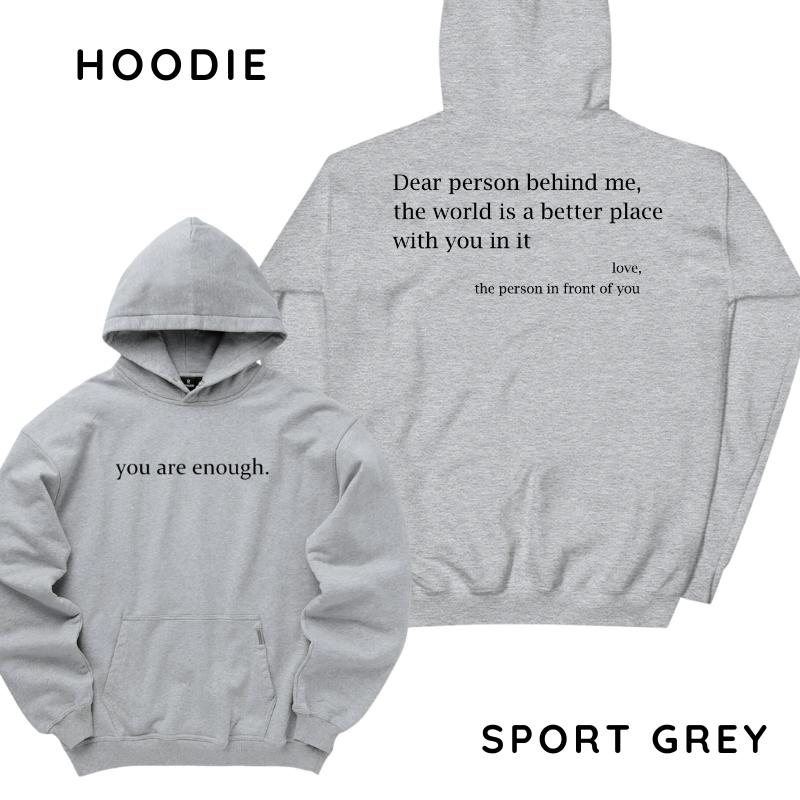 HOODIE
Dear person behind me,
the world is a better place
with you in it
love,
the person in front of you
you are enough.
SPORT GREY